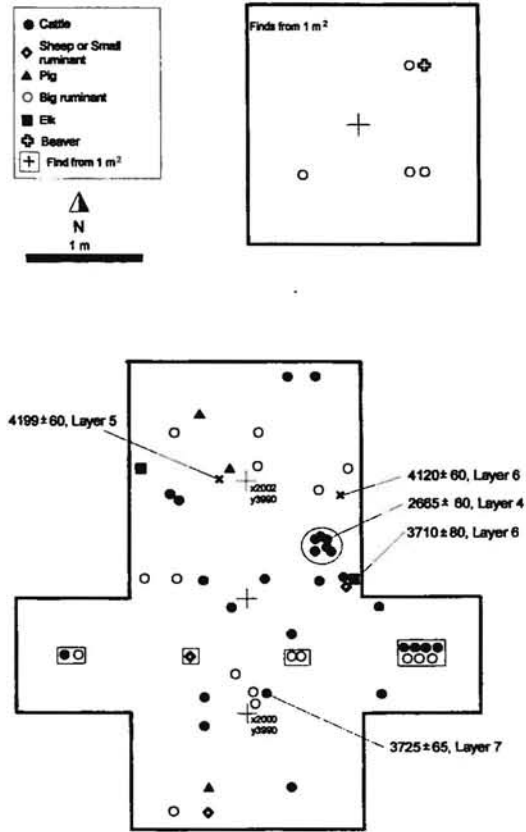 Cattle
Sheep or Small
ruminant
Pig
Big ruminant
Elk
Beaver
Find from 1 m²
N
1 m
Finds from 1 m²
4199±60, Layer 5
x2002
y3990
4120±60, Layer 6
2665± 60, Layer 4
3710±80, Layer 6
x2000
y3990
3725±65, Layer 7